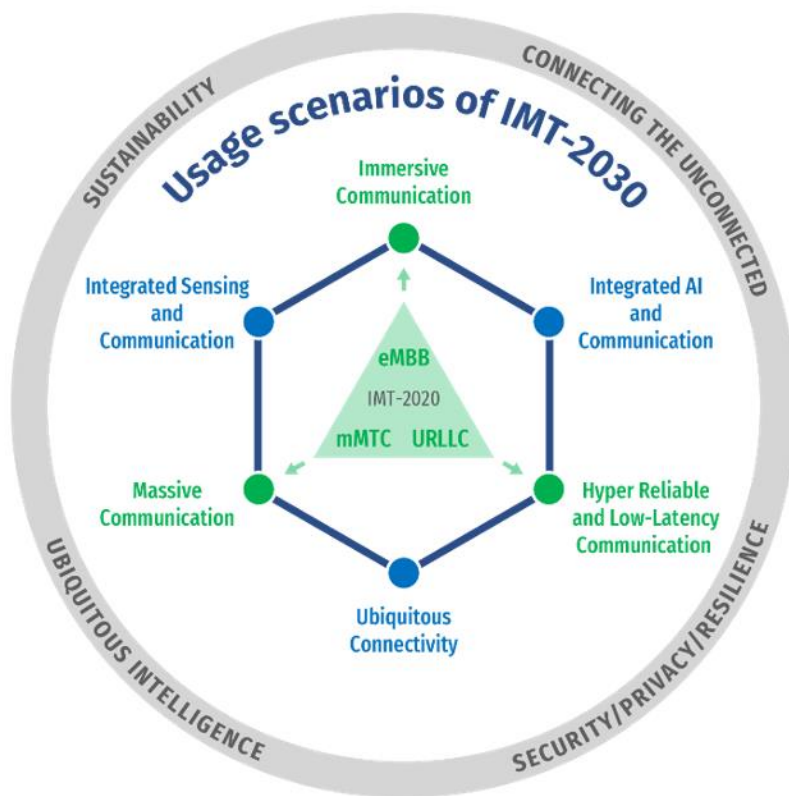 SUSTAINABILITY
CONNECTING THE UNCONNECTED
Usage scenarios of IMT-2030
Immersive
Communication
Integrated Sensing
and
Communication
Integrated AI
and
Communication
eMBB
IMT-2020
mMTC URLLC
Massive
Communication
Hyper Reliable
and Low-Latency
Communication
Ubiquitous
Connectivity
UBIQUITOUS INTELLIGENCE
SECURITY/PRIVACY/RESILIENCE